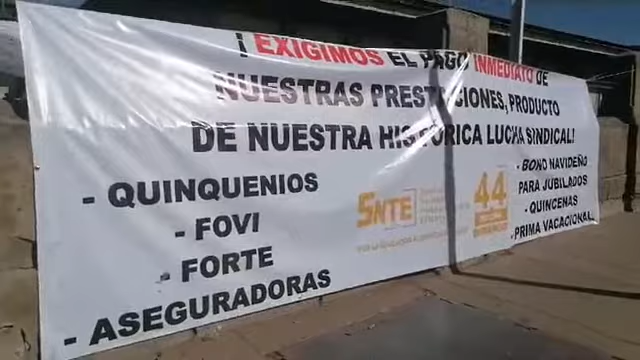 ¡EXIGIMOS EL PAGO INMEDIATO DE
NUESTRAS PRESTACIONES, PRODUCTO
DE NUESTRA HISTÓRICA LUCHA SINDICAL!
- QUINQUENIOS
- FOVI
- FORTE
- ASEGURADORAS
SNTE
44
- BONO NAVIDEÑO
PARA JUBILADOS
- QUINCENAS
- PRIMA VACACIONAL